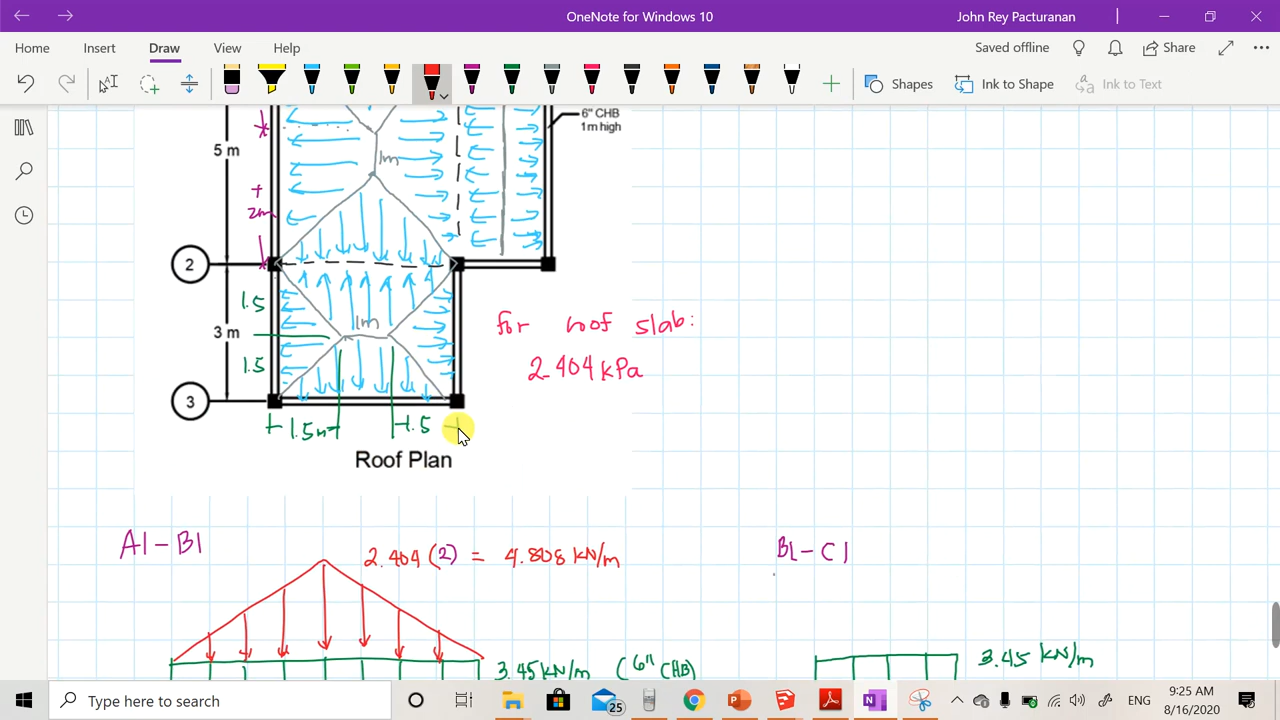 OneNote for Windows 10
John Rey Pacturanan
Home Insert Draw View Help
Saved offline
Share
Shapes
Ink to Shape
Ink to Text
6" CHB
1m high
5 m
1m
2m
2
1.5
1m
3 m
for roof slab:
1.5
2.404 kPa
3
1.5m
1.5
Roof Plan
A1-B1
2.404 (2) = 4.808 kN/m
B1-C1
3.45 kN/m (6" CHB)
3.45 kN/m
Type here to search
25
ENG
9:25 AM
8/16/2020